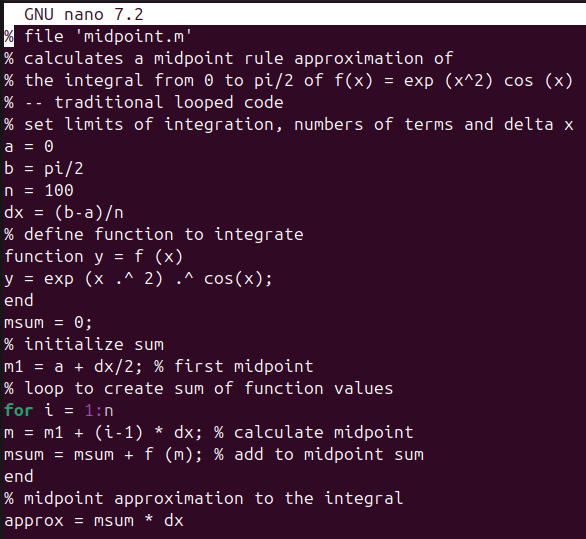 GNU nano 7.2
% file 'midpoint.m'
% calculates a midpoint rule approximation of
% the integral from 0 to pi/2 of f(x) = exp (x^2) cos (x)
% -- traditional looped code
% set limits of integration, numbers of terms and delta x
a = 0
b = pi/2
n = 100
dx = (b-a)/n
% define function to integrate
function y = f (x)
y = exp (x .^ 2) .^ cos(x);
end
msum = 0;
% initialize sum
m1 = a + dx/2; % first midpoint
% loop to create sum of function values
for i = 1:n
m = m1 + (i-1) * dx; % calculate midpoint
msum = msum + f (m); % add to midpoint sum
end
% midpoint approximation to the integral
approx = msum * dx